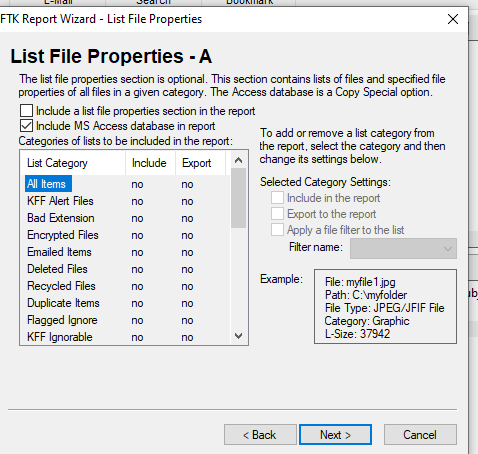 E-Mail Search Bookmark
FTK Report Wizard - List File Properties
List File Properties - A
The list file properties section is optional. This section contains lists of files and specified file
properties of all files in a given category. The Access database is a Copy Special option.
Include a list file properties section in the report
Include MS Access database in report
Categories of lists to be included in the report:
List Category Include Export
All Items no no
KFF Alert Files no no
Bad Extension no no
Encrypted Files no no
Emailed Items no no
Deleted Files no no
Recycled Files no no
Duplicate Items no no
Flagged Ignore no no
KFF Ignorable no no
To add or remove a list category from
the report, select the category and then
change its settings below.
Selected Category Settings:
Include in the report
Export to the report
Apply a file filter to the list
Filter name:
Example:
File: myfile1.jpg
Path: C:\myfolder
File Type: JPEG/JFIF File
Category: Graphic
L-Size: 37942
< Back Next > Cancel